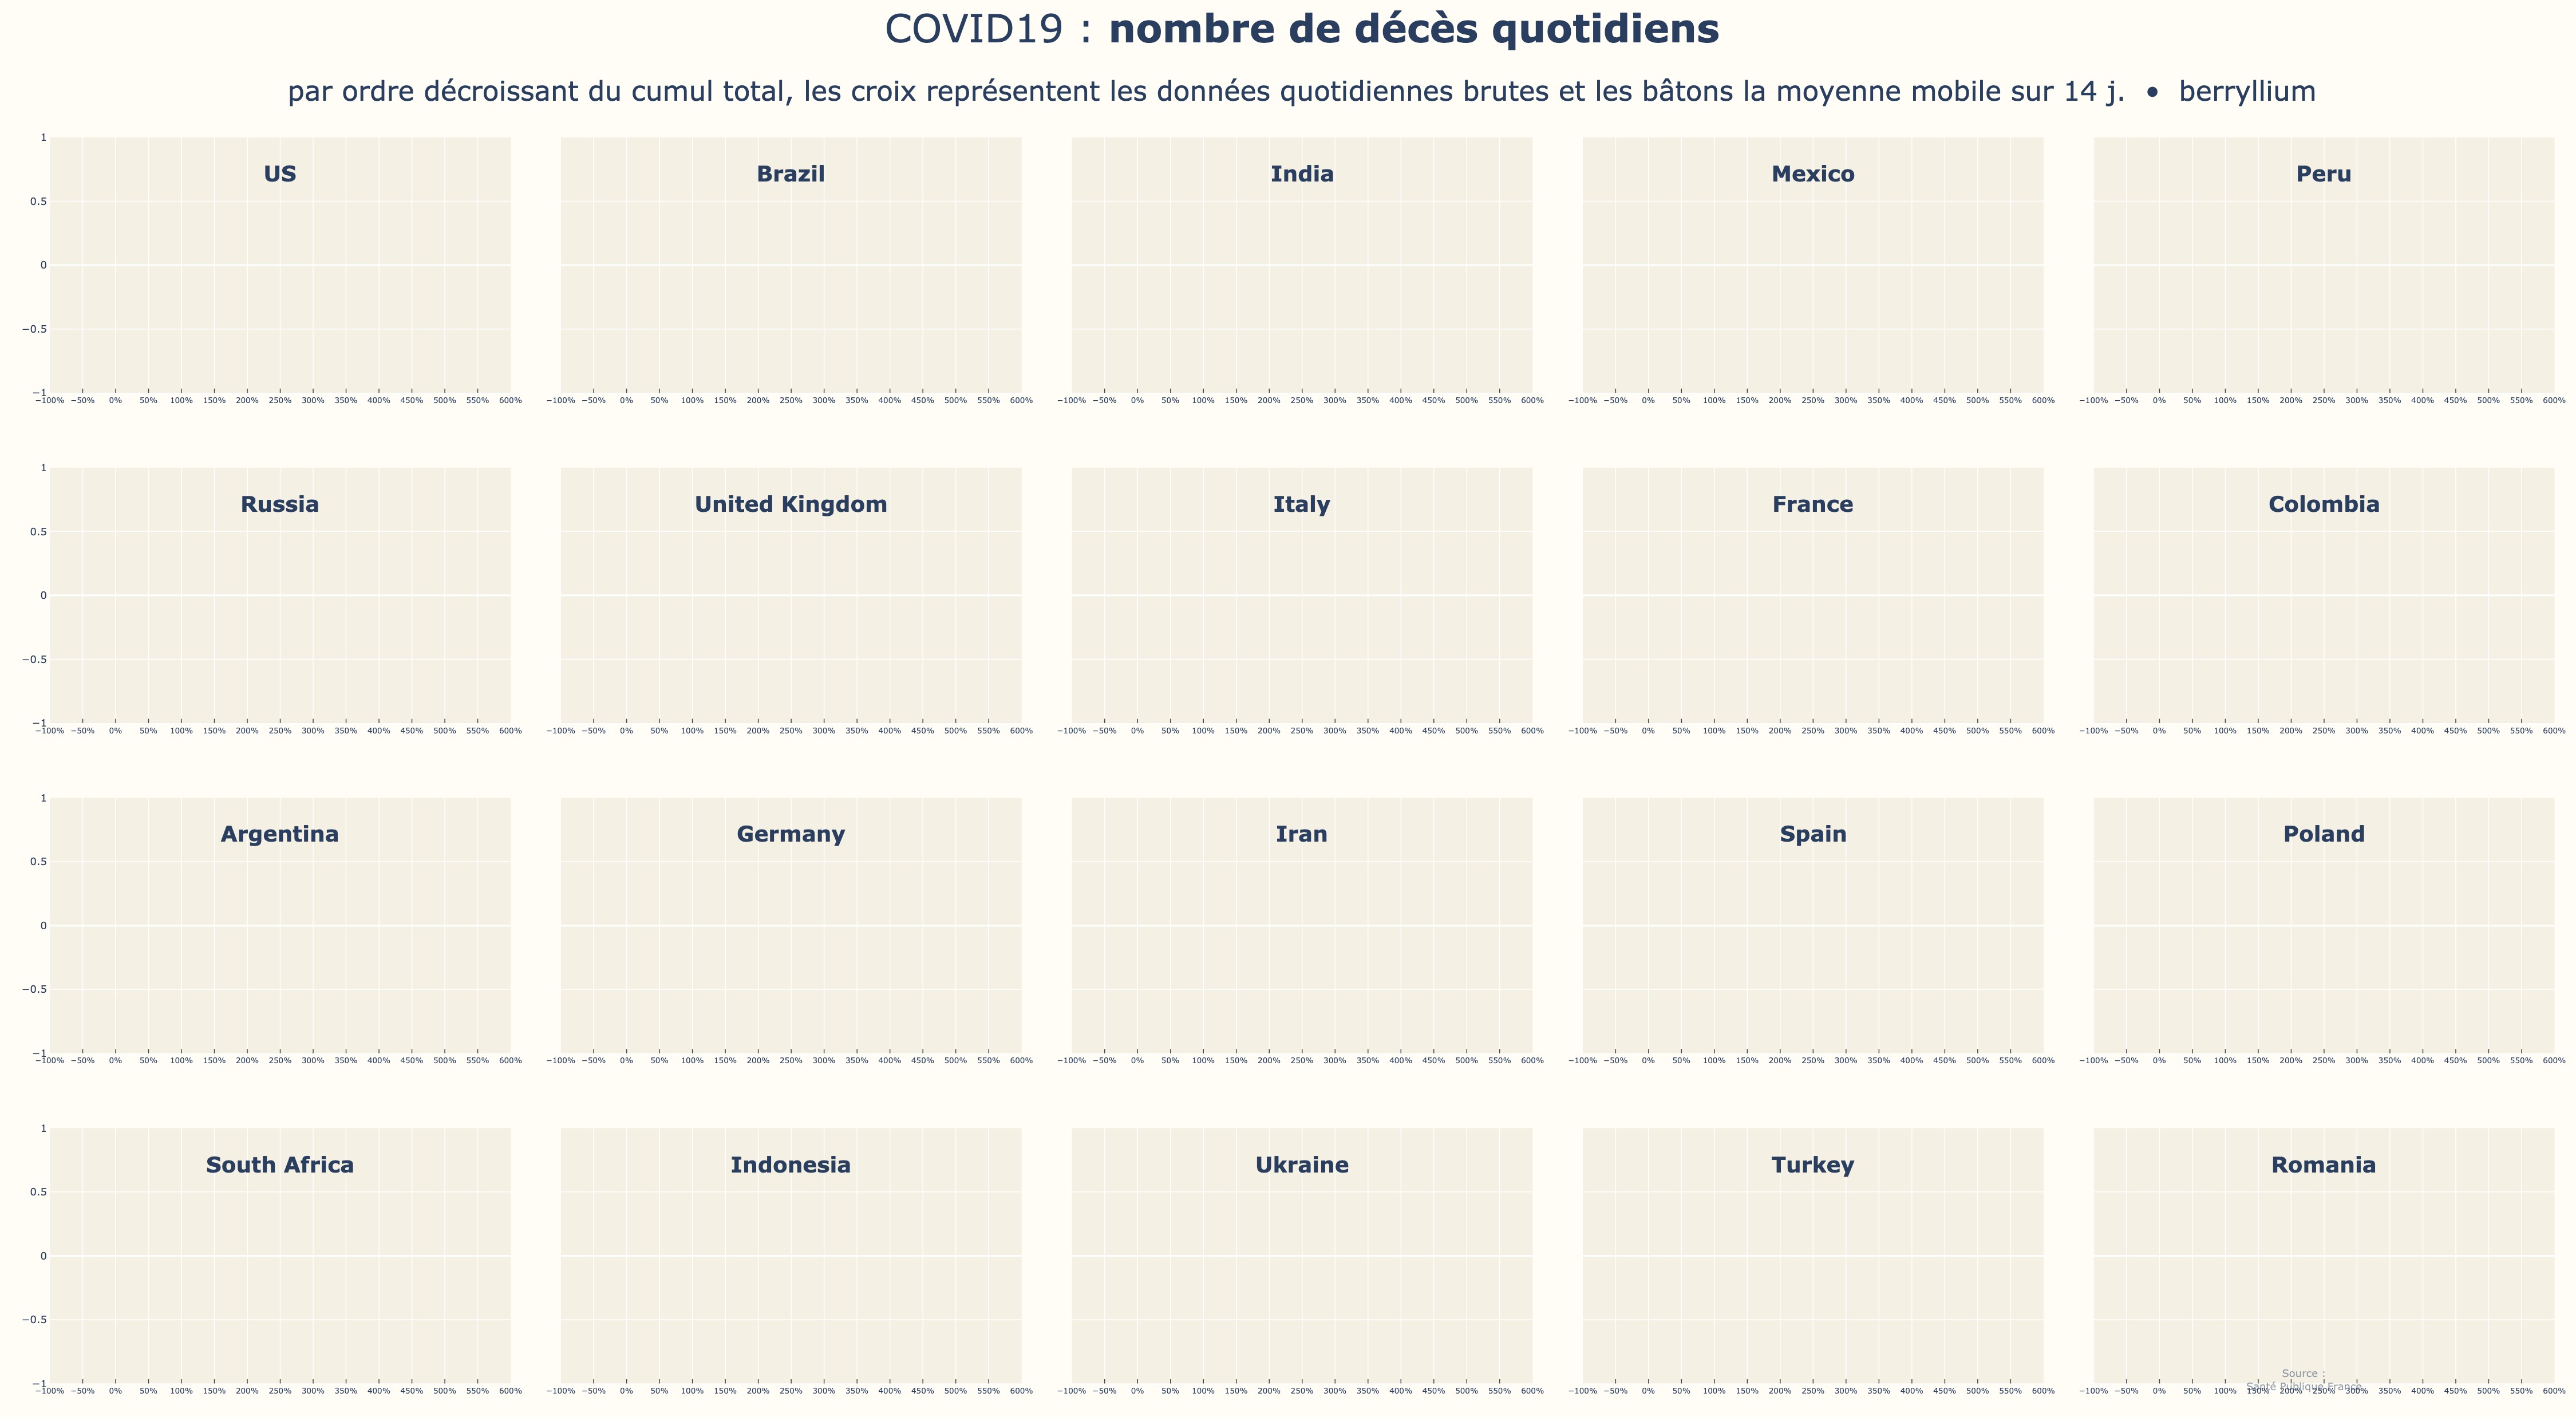 COVID19 : nombre de décès quotidiens
par ordre décroissant du cumul total, les croix représentent les données quotidiennes brutes et les bâtons la moyenne mobile sur 14 j. • berryllium
US Brazil India Mexico Peru
1
0.5
0
−0.5
−1
−100% −50% 0% 50% 100% 150% 200% 250% 300% 350% 400% 450% 500% 550% 600% −100% −50% 0% 50% 100% 150% 200% 250% 300% 350% 400% 450% 500% 550% 600% −100% −50% 0% 50% 100% 150% 200% 250% 300% 350% 400% 450% 500% 550% 600% −100% −50% 0% 50% 100% 150% 200% 250% 300% 350% 400% 450% 500% 550% 600% −100% −50% 0% 50% 100% 150% 200% 250% 300% 350% 400% 450% 500% 550% 600%
Russia United Kingdom Italy France Colombia
1
0.5
0
−0.5
−1
−100% −50% 0% 50% 100% 150% 200% 250% 300% 350% 400% 450% 500% 550% 600% −100% −50% 0% 50% 100% 150% 200% 250% 300% 350% 400% 450% 500% 550% 600% −100% −50% 0% 50% 100% 150% 200% 250% 300% 350% 400% 450% 500% 550% 600% −100% −50% 0% 50% 100% 150% 200% 250% 300% 350% 400% 450% 500% 550% 600% −100% −50% 0% 50% 100% 150% 200% 250% 300% 350% 400% 450% 500% 550% 600%
Argentina Germany Iran Spain Poland
1
0.5
0
−0.5
−1
−100% −50% 0% 50% 100% 150% 200% 250% 300% 350% 400% 450% 500% 550% 600% −100% −50% 0% 50% 100% 150% 200% 250% 300% 350% 400% 450% 500% 550% 600% −100% −50% 0% 50% 100% 150% 200% 250% 300% 350% 400% 450% 500% 550% 600% −100% −50% 0% 50% 100% 150% 200% 250% 300% 350% 400% 450% 500% 550% 600% −100% −50% 0% 50% 100% 150% 200% 250% 300% 350% 400% 450% 500% 550% 600%
South Africa Indonesia Ukraine Turkey Romania
1
0.5
0
−0.5
−1
−100% −50% 0% 50% 100% 150% 200% 250% 300% 350% 400% 450% 500% 550% 600% −100% −50% 0% 50% 100% 150% 200% 250% 300% 350% 400% 450% 500% 550% 600% −100% −50% 0% 50% 100% 150% 200% 250% 300% 350% 400% 450% 500% 550% 600% −100% −50% 0% 50% 100% 150% 200% 250% 300% 350% 400% 450% 500% 550% 600% −100% −50% 0% 50% 100% 150% 200% 250% 300% 350% 400% 450% 500% 550% 600%
Source :
Santé Publique France